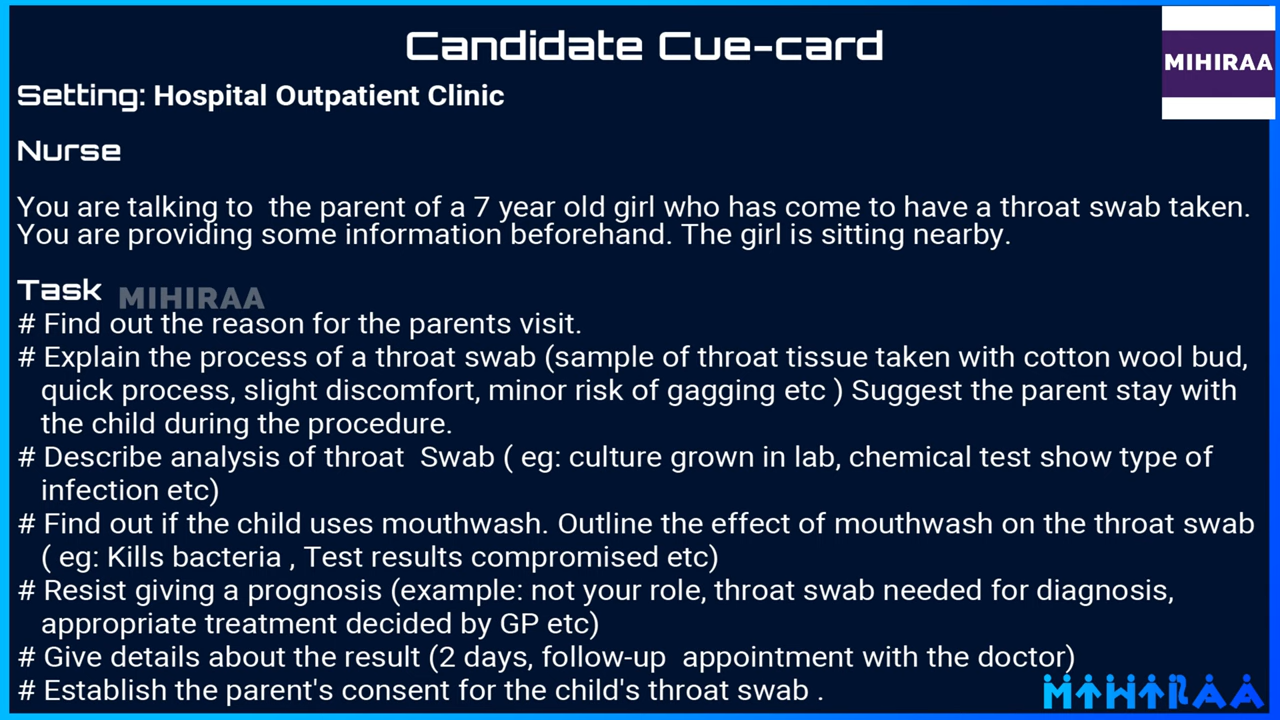 Candidate Cue-card
MIHIRAA
Setting: Hospital Outpatient Clinic
Nurse
You are talking to  the parent of a 7 year old girl who has come to have a throat swab taken.
You are providing some information beforehand. The girl is sitting nearby.
Task
MIHIRAA
# Find out the reason for the parents visit.
# Explain the process of a throat swab (sample of throat tissue taken with cotton wool bud,
quick process, slight discomfort, minor risk of gagging etc ) Suggest the parent stay with
the child during the procedure.
# Describe analysis of throat  Swab ( eg: culture grown in lab, chemical test show type of
infection etc)
# Find out if the child uses mouthwash. Outline the effect of mouthwash on the throat swab
( eg: Kills bacteria , Test results compromised etc)
# Resist giving a prognosis (example: not your role, throat swab needed for diagnosis,
appropriate treatment decided by GP etc)
# Give details about the result (2 days, follow-up  appointment with the doctor)
# Establish the parent's consent for the child's throat swab .
MIHIRAA